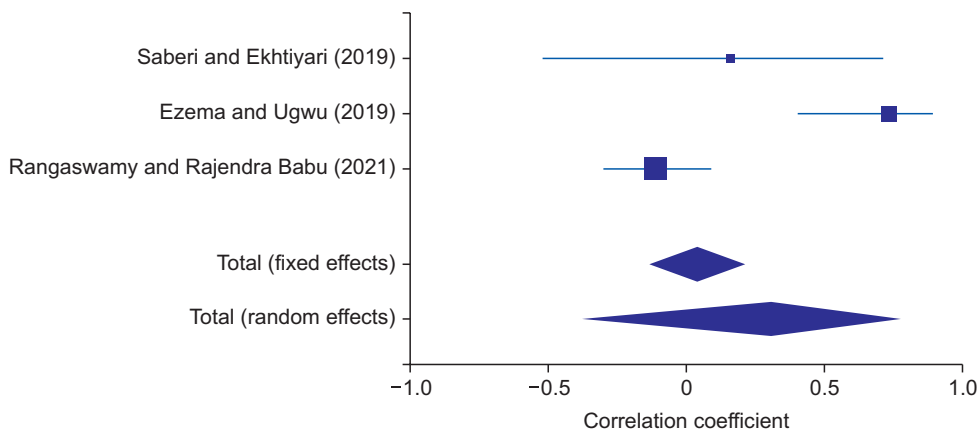 Saberi and Ekhtiyari (2019)
Ezema and Ugwu (2019)
Rangaswamy and Rajendra Babu (2021)
Total (fixed effects)
Total (random effects)
−1.0 −0.5 0 0.5 1.0
Correlation coefficient